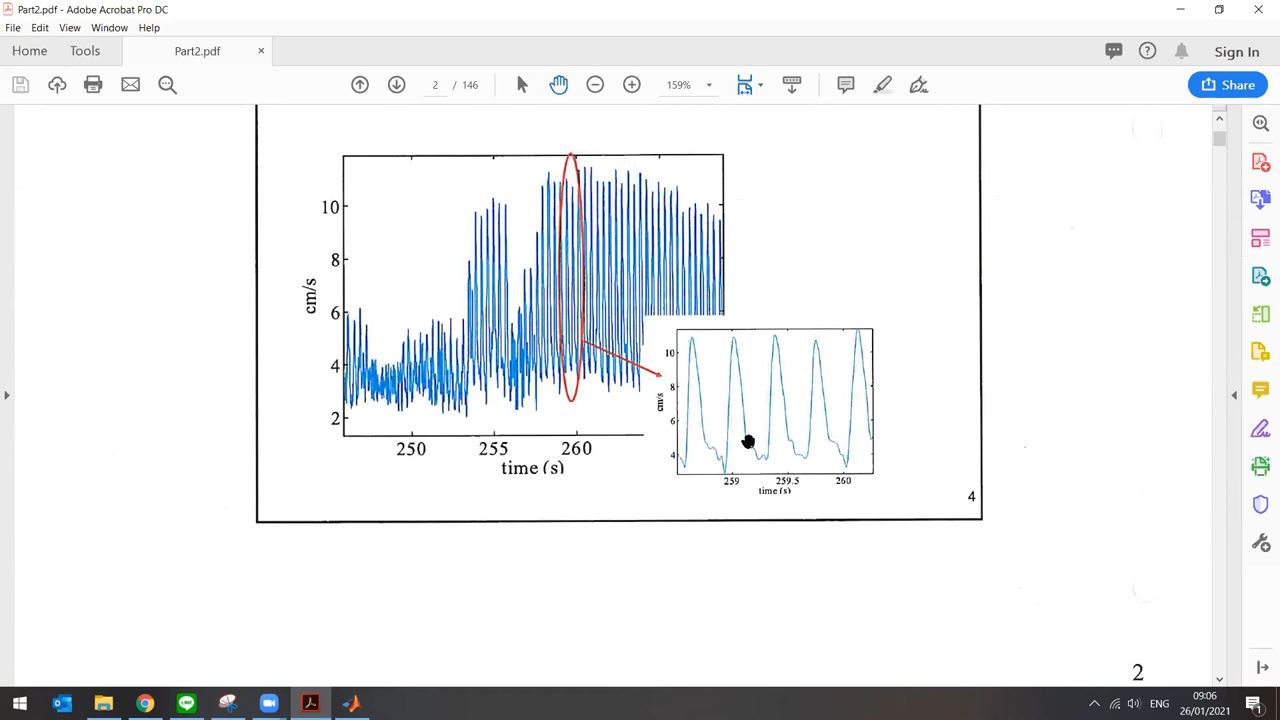 Part2.pdf - Adobe Acrobat Pro DC
File Edit View Window Help
Home Tools Part2.pdf × Sign In
2 / 146 159% Share
10
8
6
4
2
cm/s
250 255 260
time (s)
10
8
6
4
cm/s
259 259.5 260
time (s)
4
2
ENG 09:06
26/01/2021